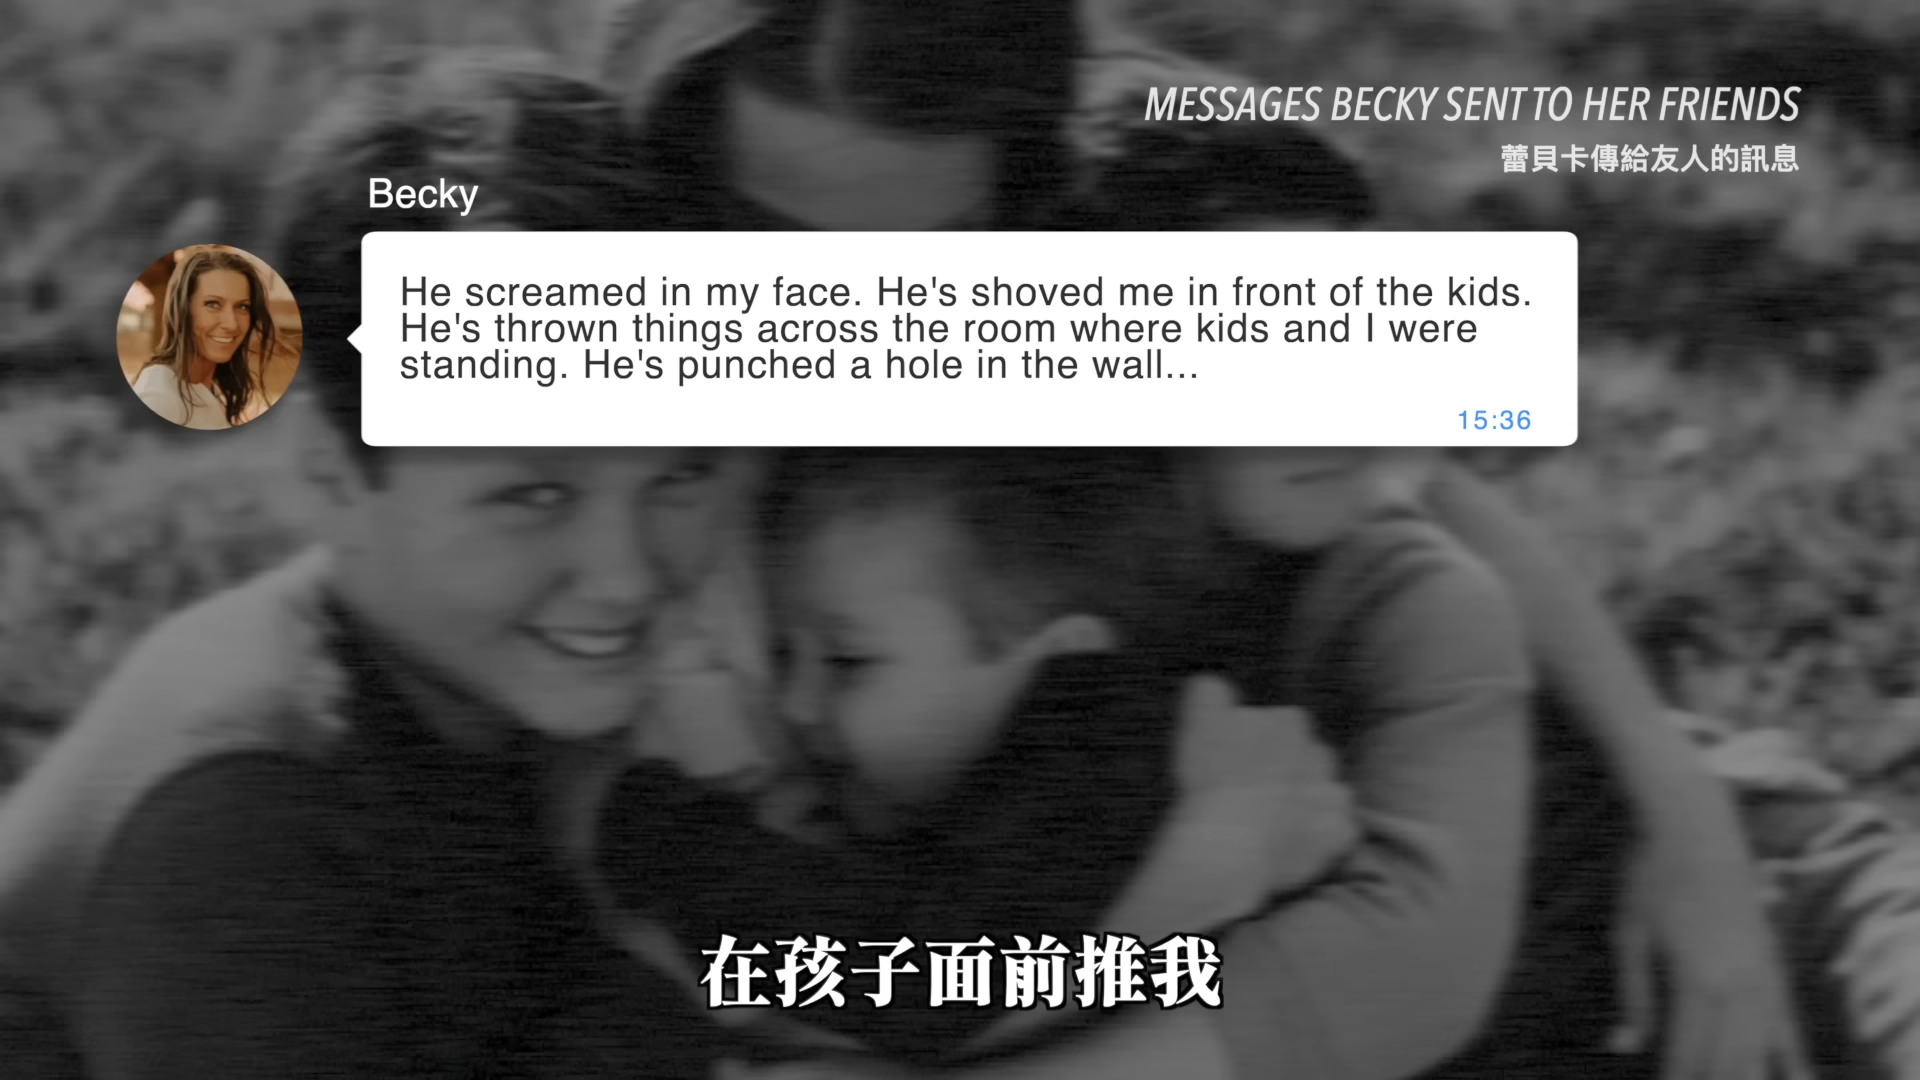 MESSAGES BECKY SENT TO HER FRIENDS
蕾貝卡傳給友人的訊息
Becky
He screamed in my face. He's shoved me in front of the kids.
He's thrown things across the room where kids and I were
standing. He's punched a hole in the wall...
15:36
在孩子面前推我